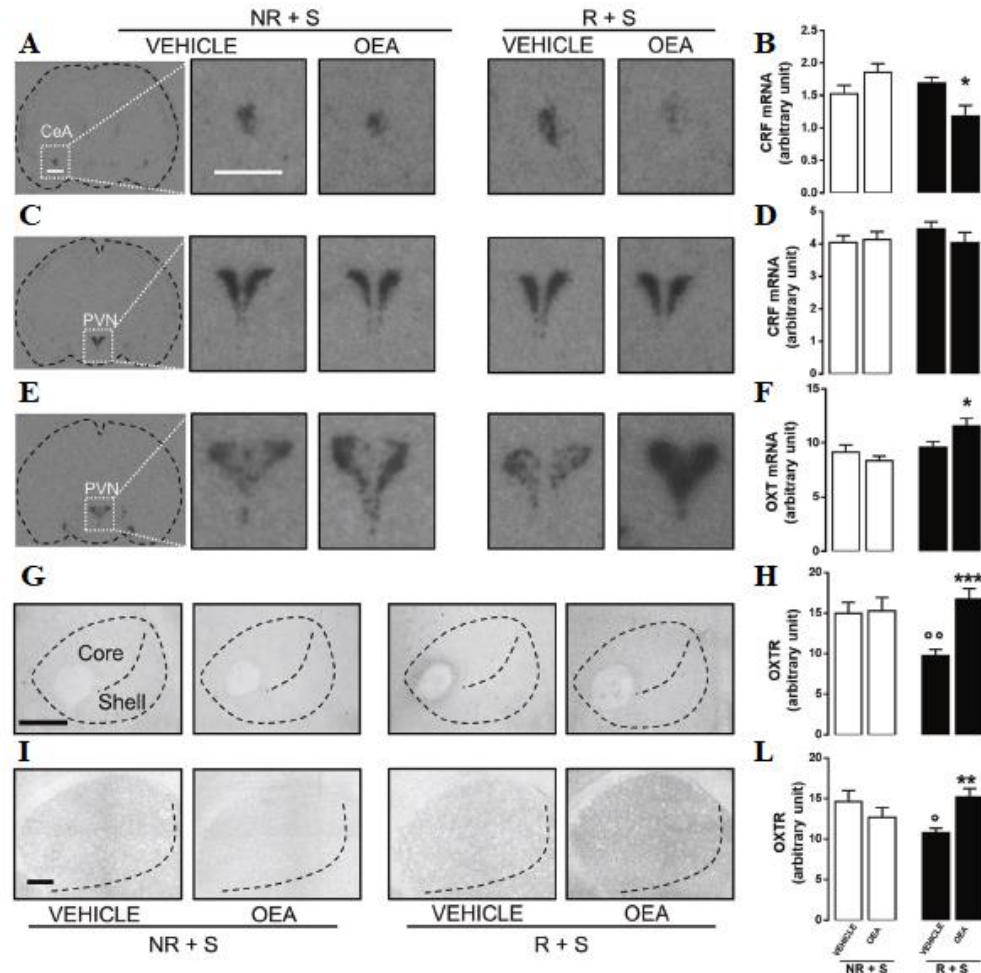 NR + S
R + S
VEHICLE
OEA
VEHICLE
OEA
A
CeA
B
CRF mRNA
(arbitrary unit)
2.5
2.0
1.5
1.0
0.5
0.0
*
C
PVN
D
CRF mRNA
(arbitrary unit)
5
4
3
2
1
0
E
PVN
F
OXT mRNA
(arbitrary unit)
15
10
5
0
*
G
Core
Shell
H
OXTR
(arbitrary unit)
20
15
10
5
0
°°
***
I
L
OXTR
(arbitrary unit)
20
15
10
5
0
°
**
VEHICLE
OEA
VEHICLE
OEA
NR + S
R + S
VEHICLE
OEA
VEHICLE
OEA
NR + S
R + S